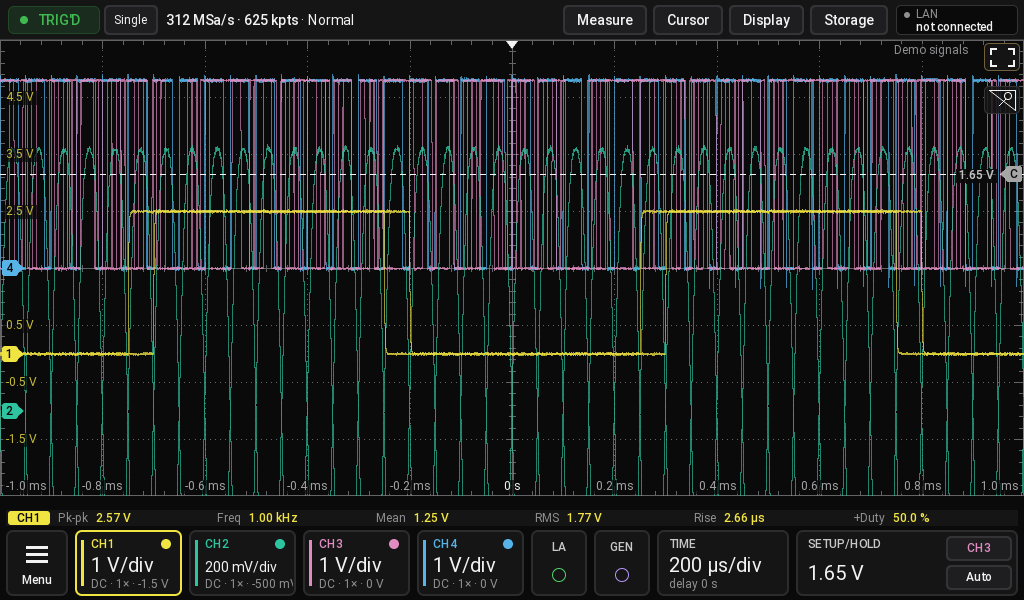 TRIG'D
Single
312 MSa/s · 625 kpts · Normal
Measure
Cursor
Display
Storage
LAN
not connected
Demo signals
4.5 V
3.5 V
1.65 V
C
2.5 V
4
0.5 V
1
-0.5 V
2
-1.5 V
-1.0 ms
-0.8 ms
-0.6 ms
-0.4 ms
-0.2 ms
0 s
0.2 ms
0.4 ms
0.6 ms
0.8 ms
1.0 ms
CH1 Pk-pk 2.57 V Freq 1.00 kHz Mean 1.25 V RMS 1.77 V Rise 2.66 µs +Duty 50.0 %
Menu
CH1
1 V/div
DC · 1× · -1.5 V
CH2
200 mV/div
DC · 1× · -500 mV
CH3
1 V/div
DC · 1× · 0 V
CH4
1 V/div
DC · 1× · 0 V
LA
GEN
TIME
200 µs/div
delay 0 s
SETUP/HOLD
1.65 V
CH3
Auto